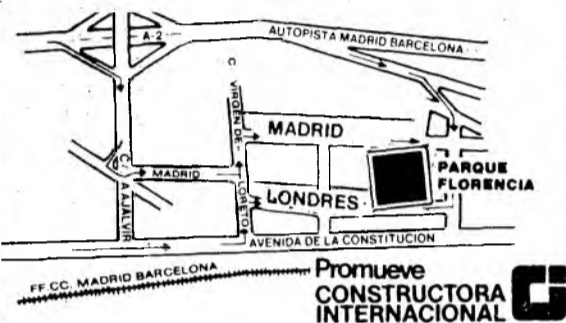 A-2
AUTOPISTA MADRID BARCELONA
C. VIRGEN DE LORETO
MADRID
C/ A AJALVIR
MADRID
PARQUE
FLORENCIA
LONDRES
AVENIDA DE LA CONSTITUCION
FF.CC. MADRID BARCELONA
Promueve
CONSTRUCTORA
INTERNACIONAL